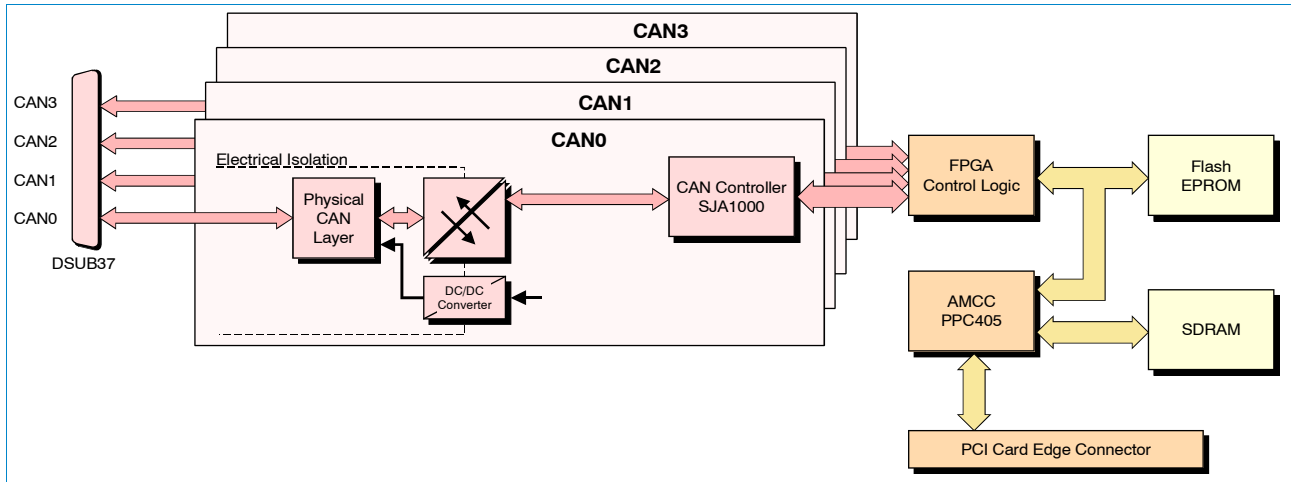 CAN3
CAN2
CAN1
CAN0
CAN3
CAN2
CAN1
CAN0
DSUB37
Electrical Isolation
Physical
CAN
Layer
DC/DC
Converter
CAN Controller
SJA1000
FPGA
Control Logic
Flash
EPROM
AMCC
PPC405
SDRAM
PCI Card Edge Connector